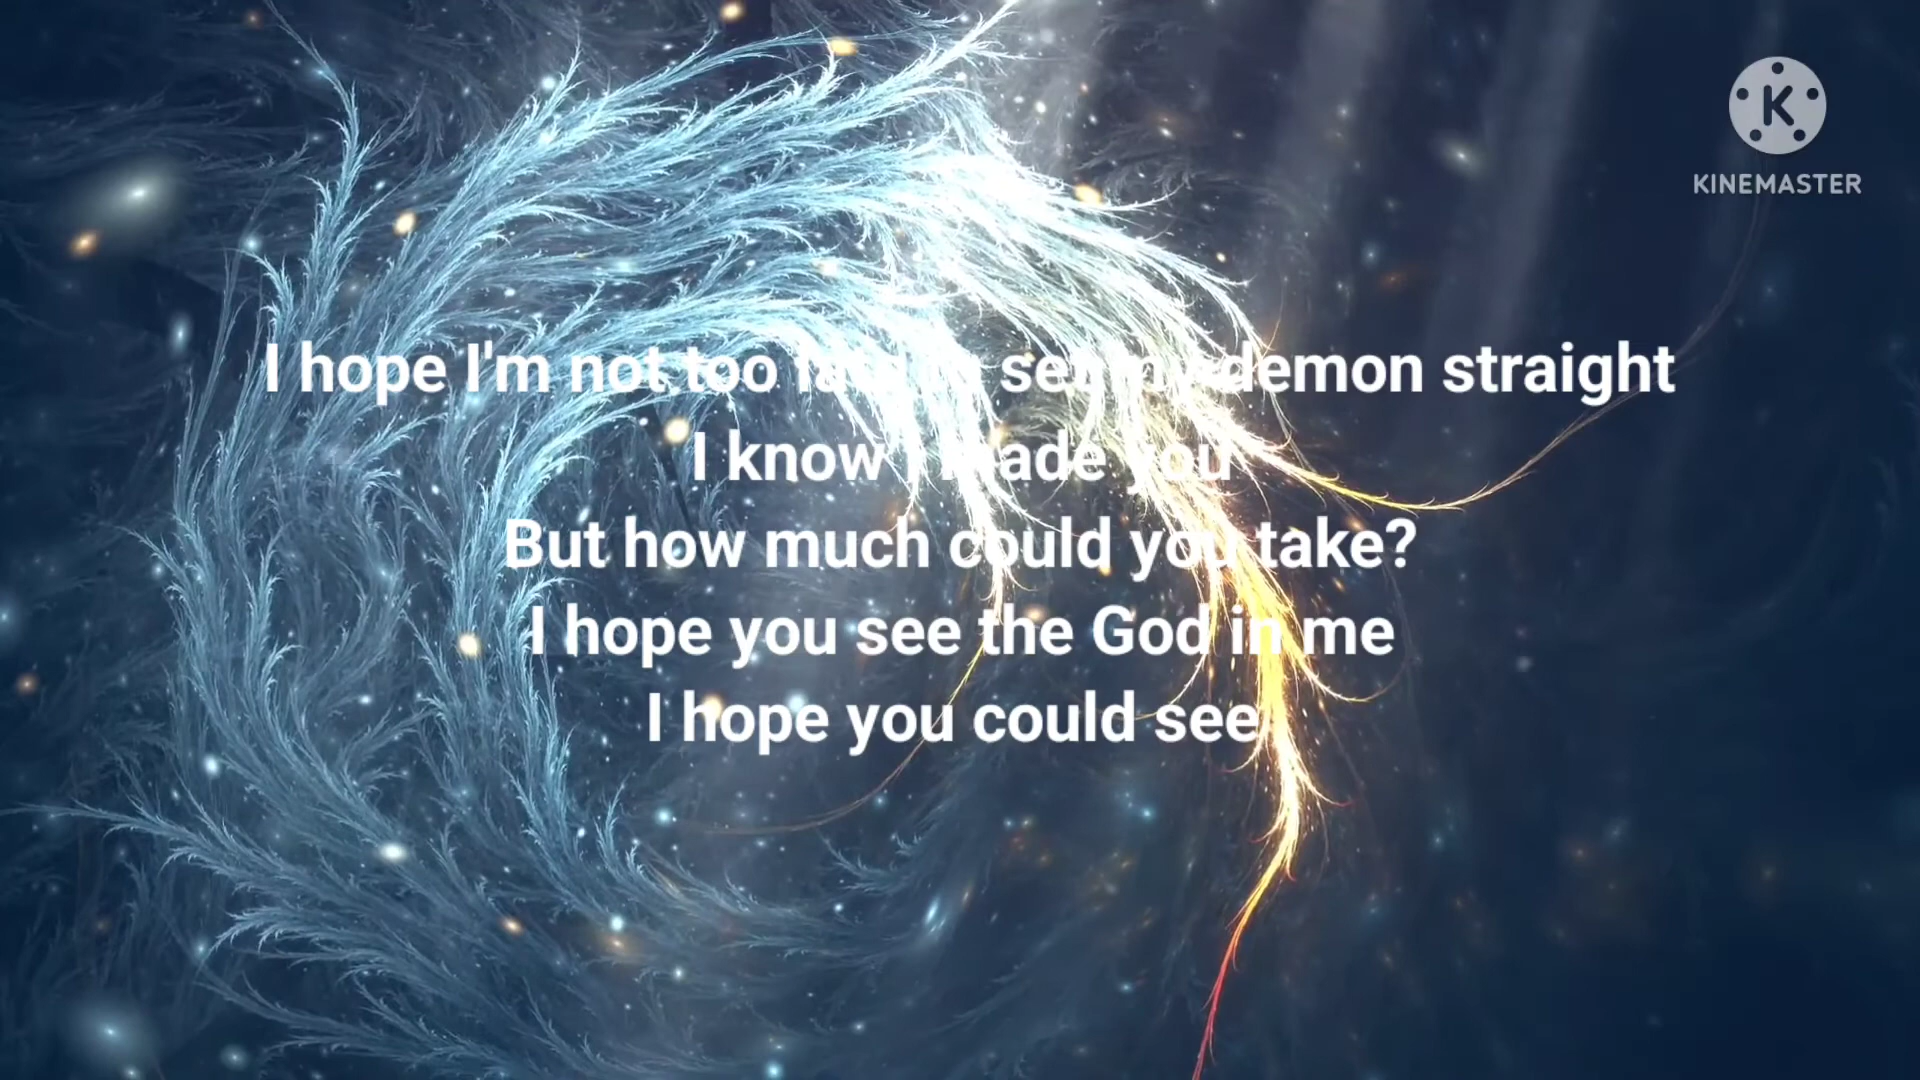 KINEMASTER
I hope I'm not too late to set my demon straight
I know I made you
But how much could you take?
I hope you see the God in me
I hope you could see